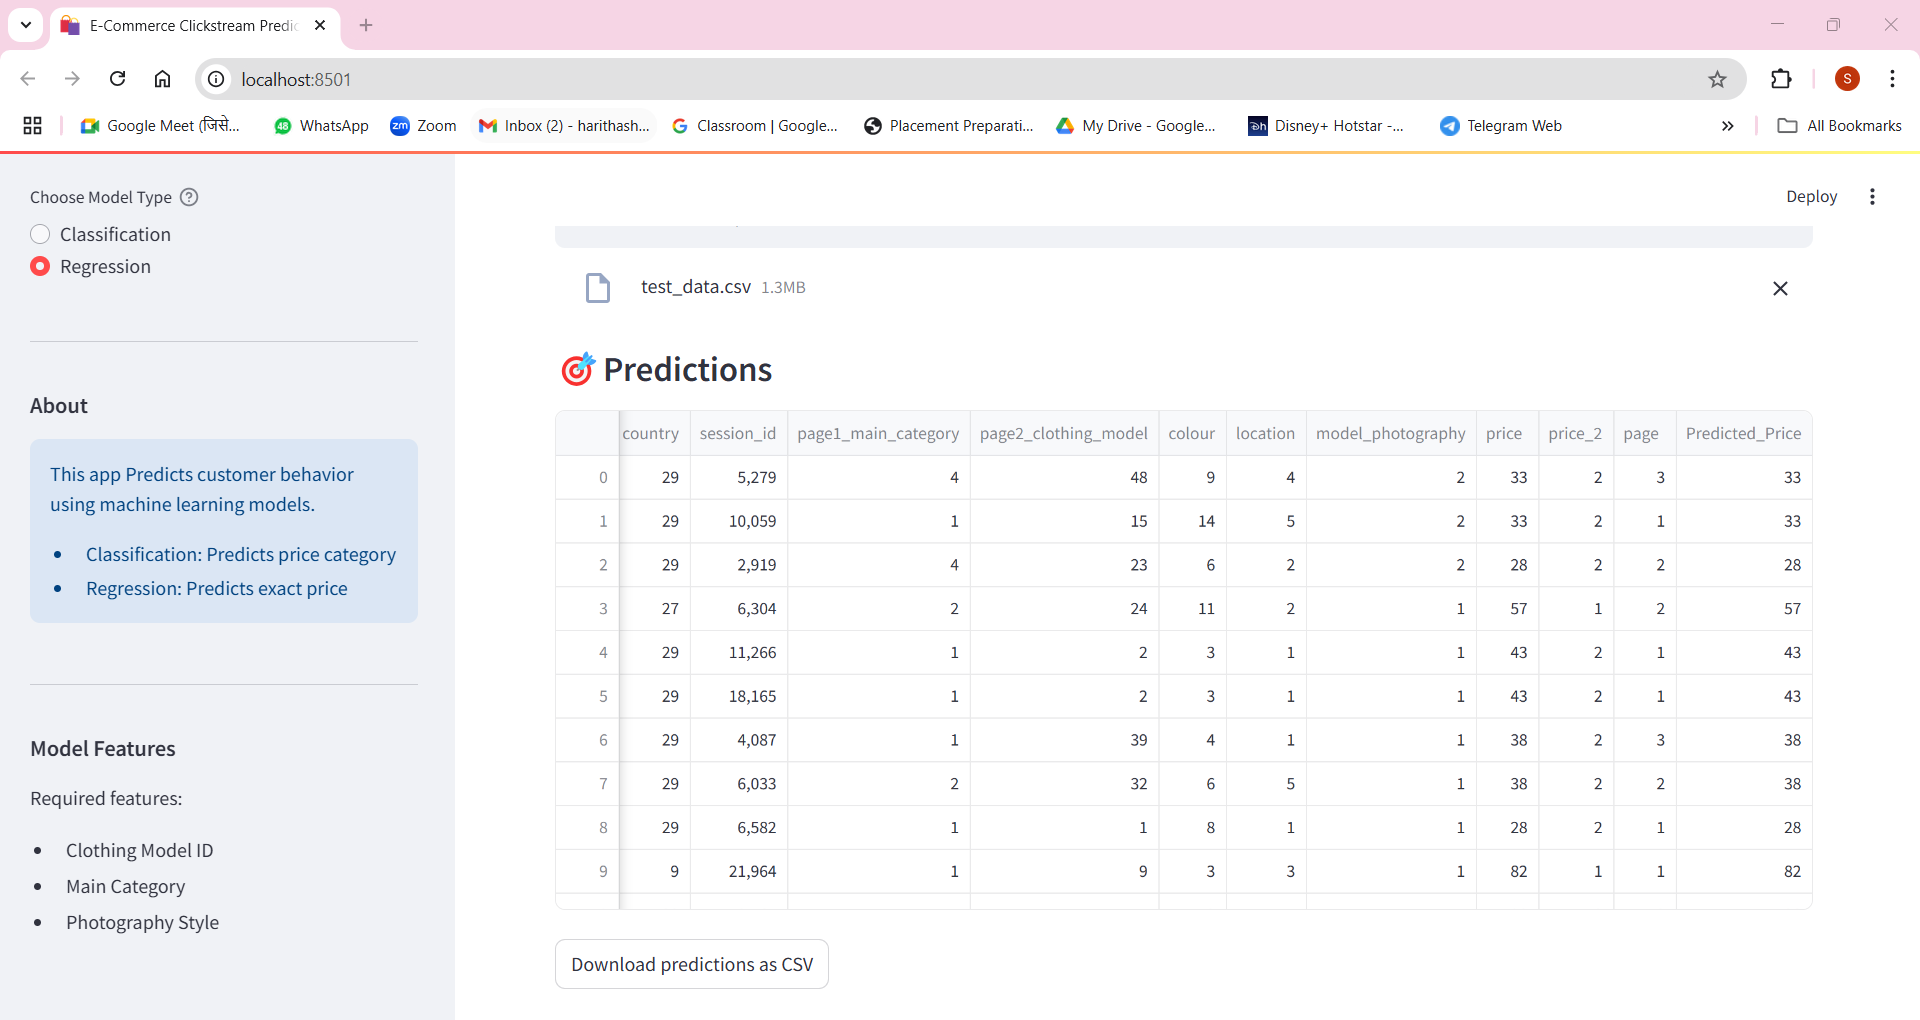 E-Commerce Clickstream Predic
localhost:8501
S
Google Meet (जिसे...
48 WhatsApp
zm Zoom
Inbox (2) - harithash...
Classroom | Google...
Placement Preparati...
My Drive - Google...
Disney+ Hotstar -...
Telegram Web
All Bookmarks
Choose Model Type
Classification
Regression
About
This app Predicts customer behavior
using machine learning models.
• Classification: Predicts price category
• Regression: Predicts exact price
Model Features
Required features:
• Clothing Model ID
• Main Category
• Photography Style
Deploy
test_data.csv 1.3MB
🎯 Predictions
country session_id page1_main_category page2_clothing_model colour location model_photography price price_2 page Predicted_Price
0 29 5,279 4 48 9 4 2 33 2 3 33
1 29 10,059 1 15 14 5 2 33 2 1 33
2 29 2,919 4 23 6 2 2 28 2 2 28
3 27 6,304 2 24 11 2 1 57 1 2 57
4 29 11,266 1 2 3 1 1 43 2 1 43
5 29 18,165 1 2 3 1 1 43 2 1 43
6 29 4,087 1 39 4 1 1 38 2 3 38
7 29 6,033 2 32 6 5 1 38 2 2 38
8 29 6,582 1 1 8 1 1 28 2 1 28
9 9 21,964 1 9 3 3 1 82 1 1 82
Download predictions as CSV